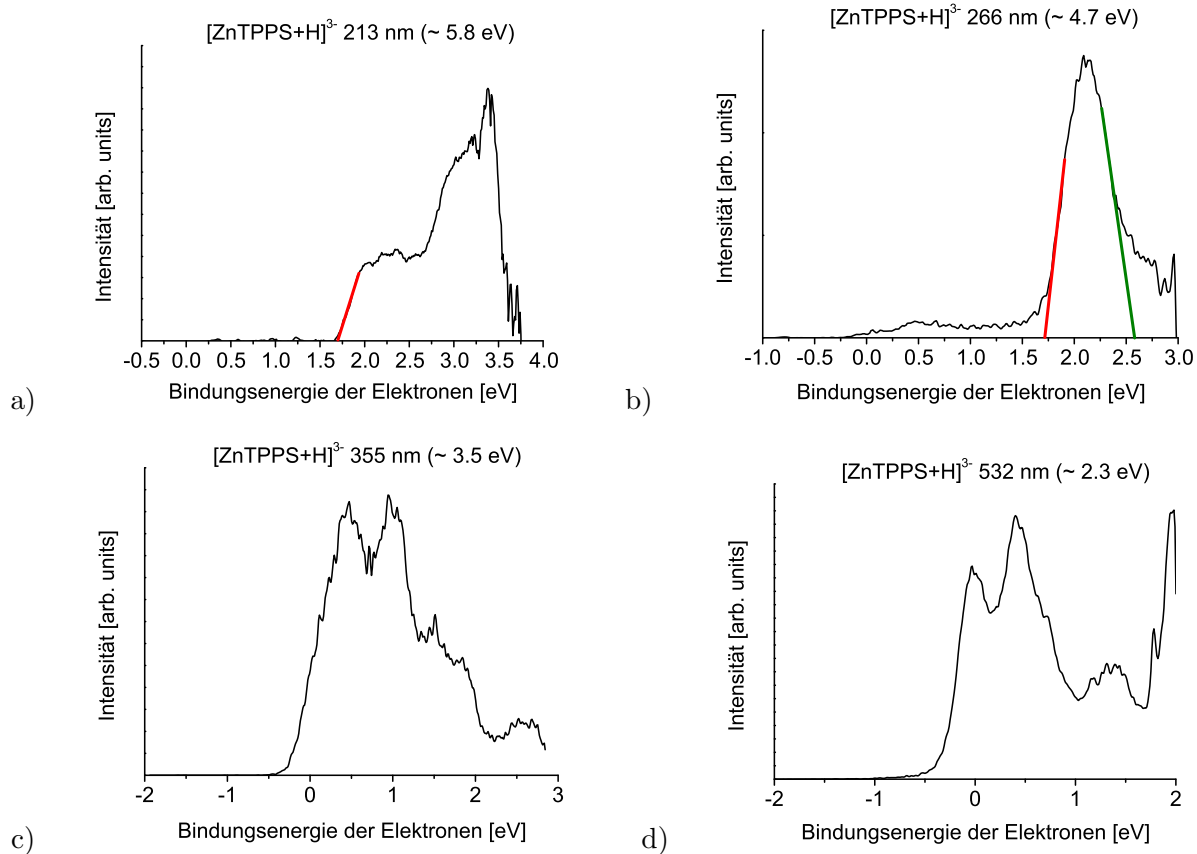 [ZnTPPS+H]³⁻ 213 nm (~ 5.8 eV)
Intensität [arb. units]
-0.5 0.0 0.5 1.0 1.5 2.0 2.5 3.0 3.5 4.0
Bindungsenergie der Elektronen [eV]
a)
[ZnTPPS+H]³⁻ 266 nm (~ 4.7 eV)
Intensität [arb. units]
-1.0 -0.5 0.0 0.5 1.0 1.5 2.0 2.5 3.0
Bindungsenergie der Elektronen [eV]
b)
[ZnTPPS+H]³⁻ 355 nm (~ 3.5 eV)
Intensität [arb. units]
-2 -1 0 1 2 3
Bindungsenergie der Elektronen [eV]
c)
[ZnTPPS+H]³⁻ 532 nm (~ 2.3 eV)
Intensität [arb. units]
-2 -1 0 1 2
Bindungsenergie der Elektronen [eV]
d)